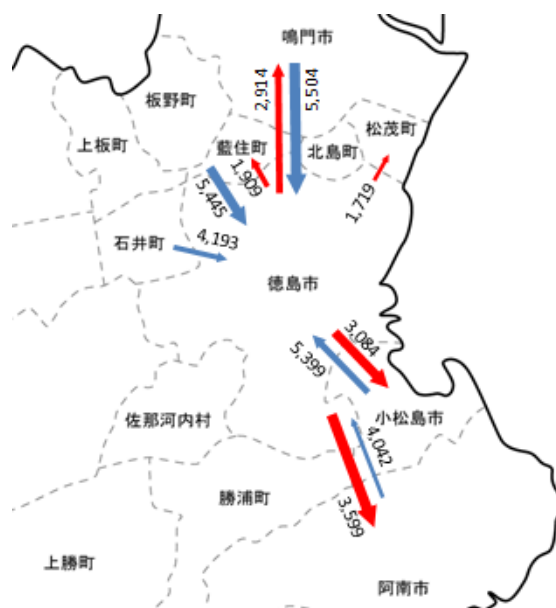 鳴門市
2,914
5,504
板野町
松茂町
上板町
藍住町
北島町
1,909
1,719
5,445
石井町
4,193
徳島市
3,084
5,399
佐那河内村
小松島市
4,042
勝浦町
3,599
上勝町
阿南市